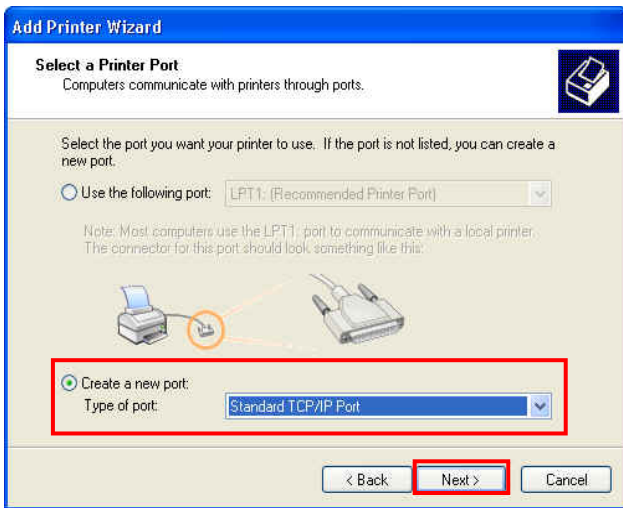 Add Printer Wizard
Select a Printer Port
Computers communicate with printers through ports.
Select the port you want your printer to use. If the port is not listed, you can create a
new port.
Use the following port: LPT1: (Recommended Printer Port)
Note: Most computers use the LPT1: port to communicate with a local printer.
The connector for this port should look something like this:
Create a new port:
Type of port: Standard TCP/IP Port
< Back Next > Cancel